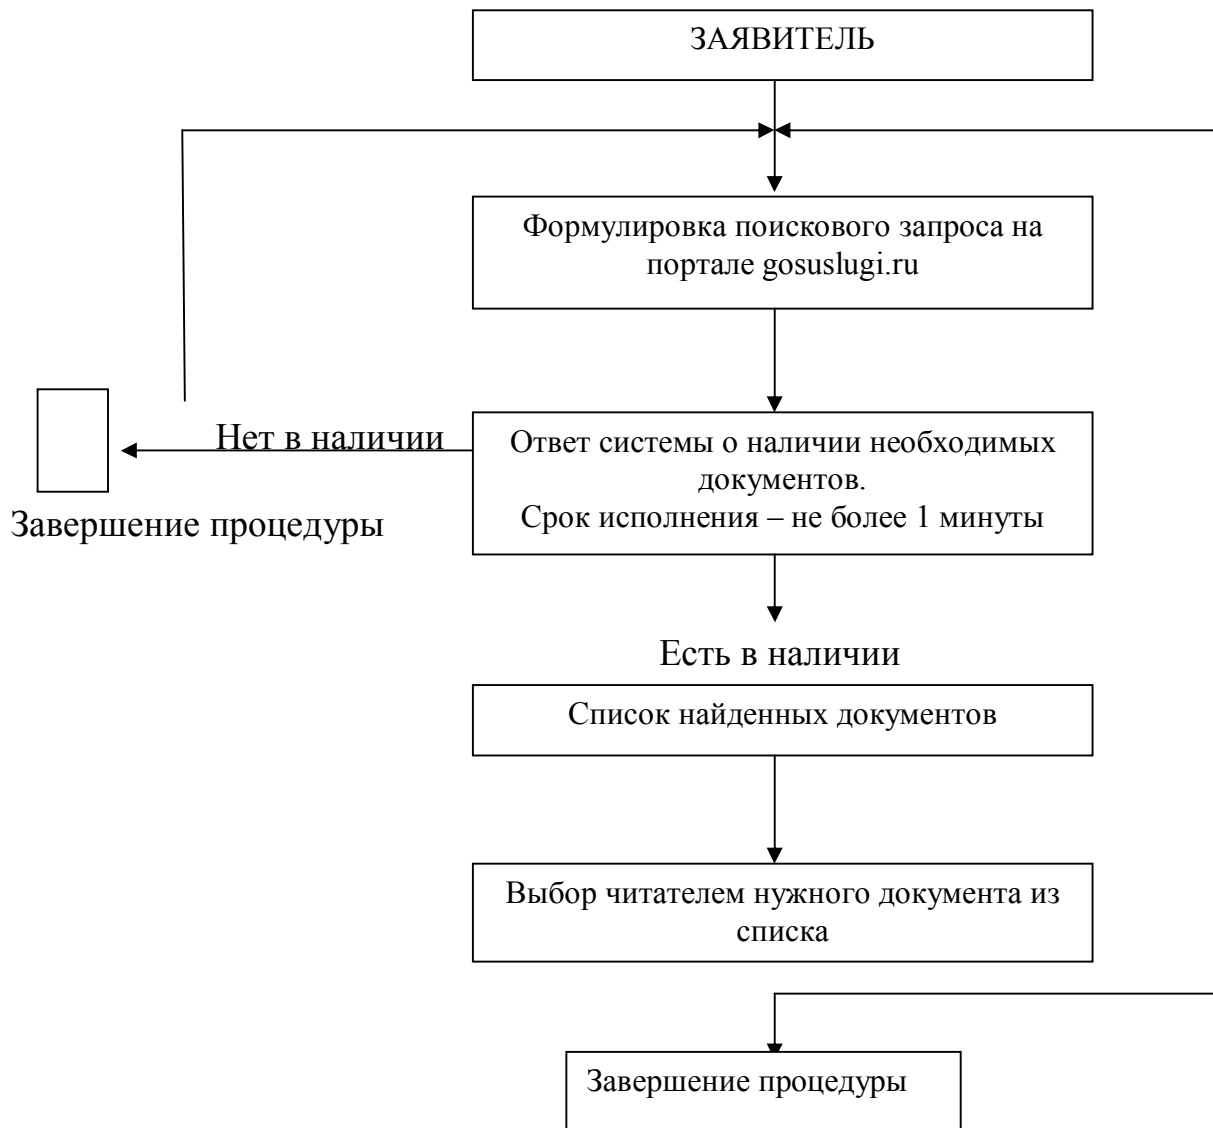 ЗАЯВИТЕЛЬ
Формулировка поискового запроса на
портале gosuslugi.ru
Нет в наличии
Завершение процедуры
Ответ системы о наличии необходимых
документов.
Срок исполнения – не более 1 минуты
Есть в наличии
Список найденных документов
Выбор читателем нужного документа из
списка
Завершение процедуры